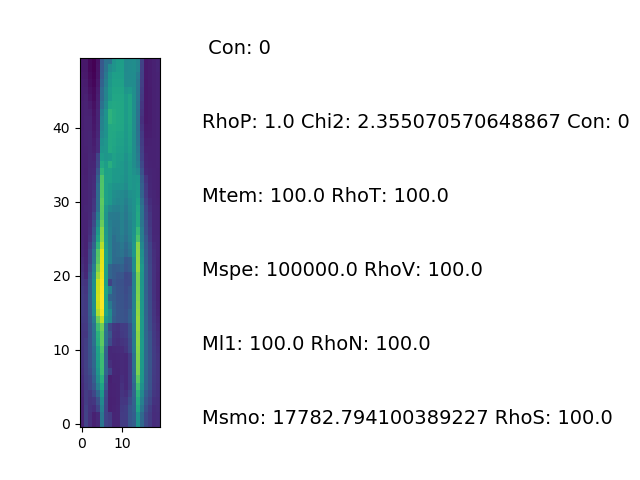 Con: 0
RhoP: 1.0 Chi2: 2.355070570648867 Con: 0
40
Mtem: 100.0 RhoT: 100.0
30
Mspe: 100000.0 RhoV: 100.0
20
Ml1: 100.0 RhoN: 100.0
10
Msmo: 17782.794100389227 RhoS: 100.0
0
0 10